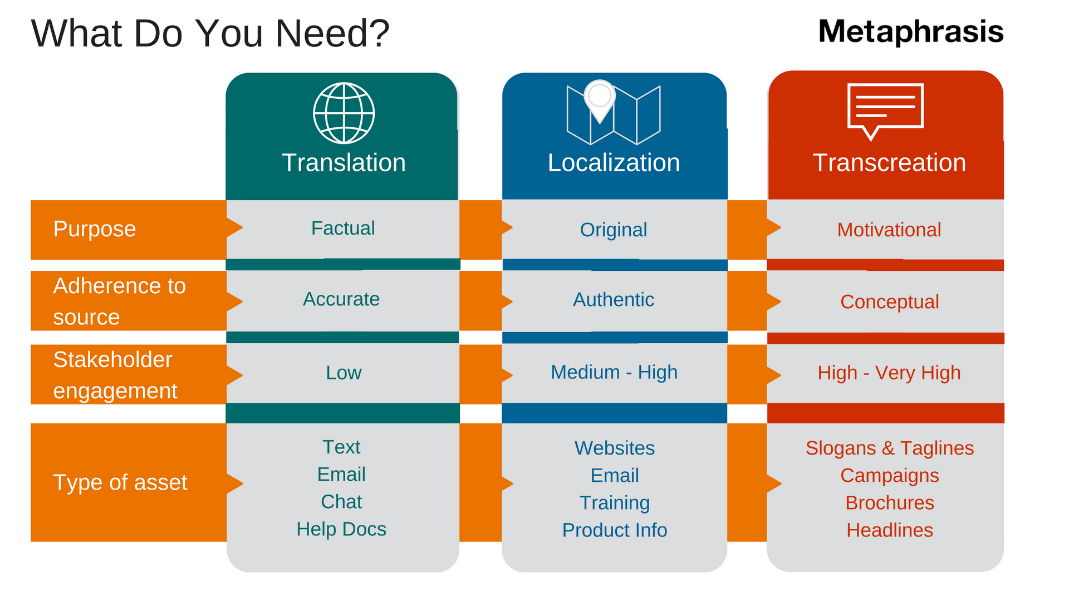 What Do You Need?
Metaphrasis
Translation
Localization
Transcreation
Purpose
Factual
Original
Motivational
Adherence to
source
Accurate
Authentic
Conceptual
Stakeholder
engagement
Low
Medium - High
High - Very High
Type of asset
Text
Email
Chat
Help Docs
Websites
Email
Training
Product Info
Slogans & Taglines
Campaigns
Brochures
Headlines